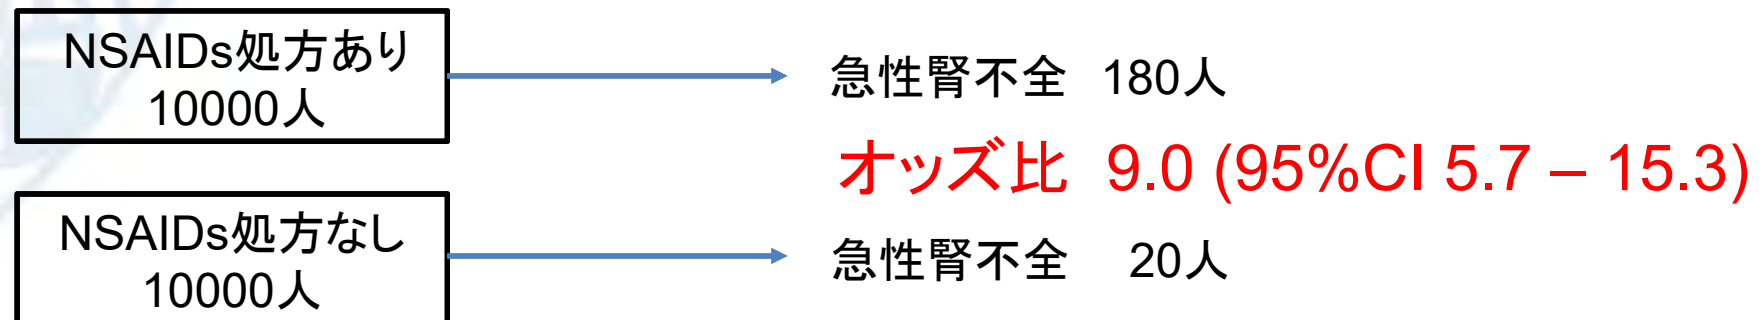 NSAIDs処方あり
10000人
急性腎不全 180人
オッズ比 9.0 (95%CI 5.7 – 15.3)
NSAIDs処方なし
10000人
急性腎不全 20人